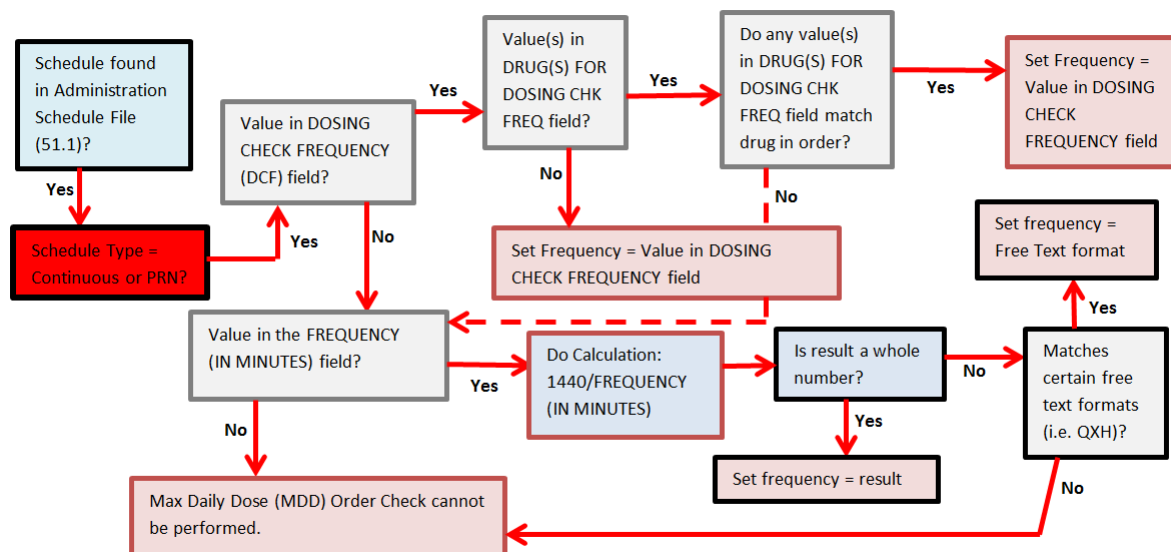 Schedule found
in Administration
Schedule File
(51.1)?
Yes
Schedule Type =
Continuous or PRN?
Yes
Value in DOSING
CHECK FREQUENCY
(DCF) field?
Yes
No
Value(s) in
DRUG(S) FOR
DOSING CHK
FREQ field?
Yes
No
Do any value(s)
in DRUG(S) FOR
DOSING CHK
FREQ field match
drug in order?
Yes
No
Set Frequency =
Value in DOSING
CHECK
FREQUENCY field
Set Frequency = Value in DOSING
CHECK FREQUENCY field
Value in the FREQUENCY
(IN MINUTES) field?
Yes
No
Do Calculation:
1440/FREQUENCY
(IN MINUTES)
Is result a whole
number?
No
Yes
Set frequency = result
Matches
certain free
text formats
(i.e. QXH)?
Yes
No
Set frequency =
Free Text format
Max Daily Dose (MDD) Order Check cannot
be performed.